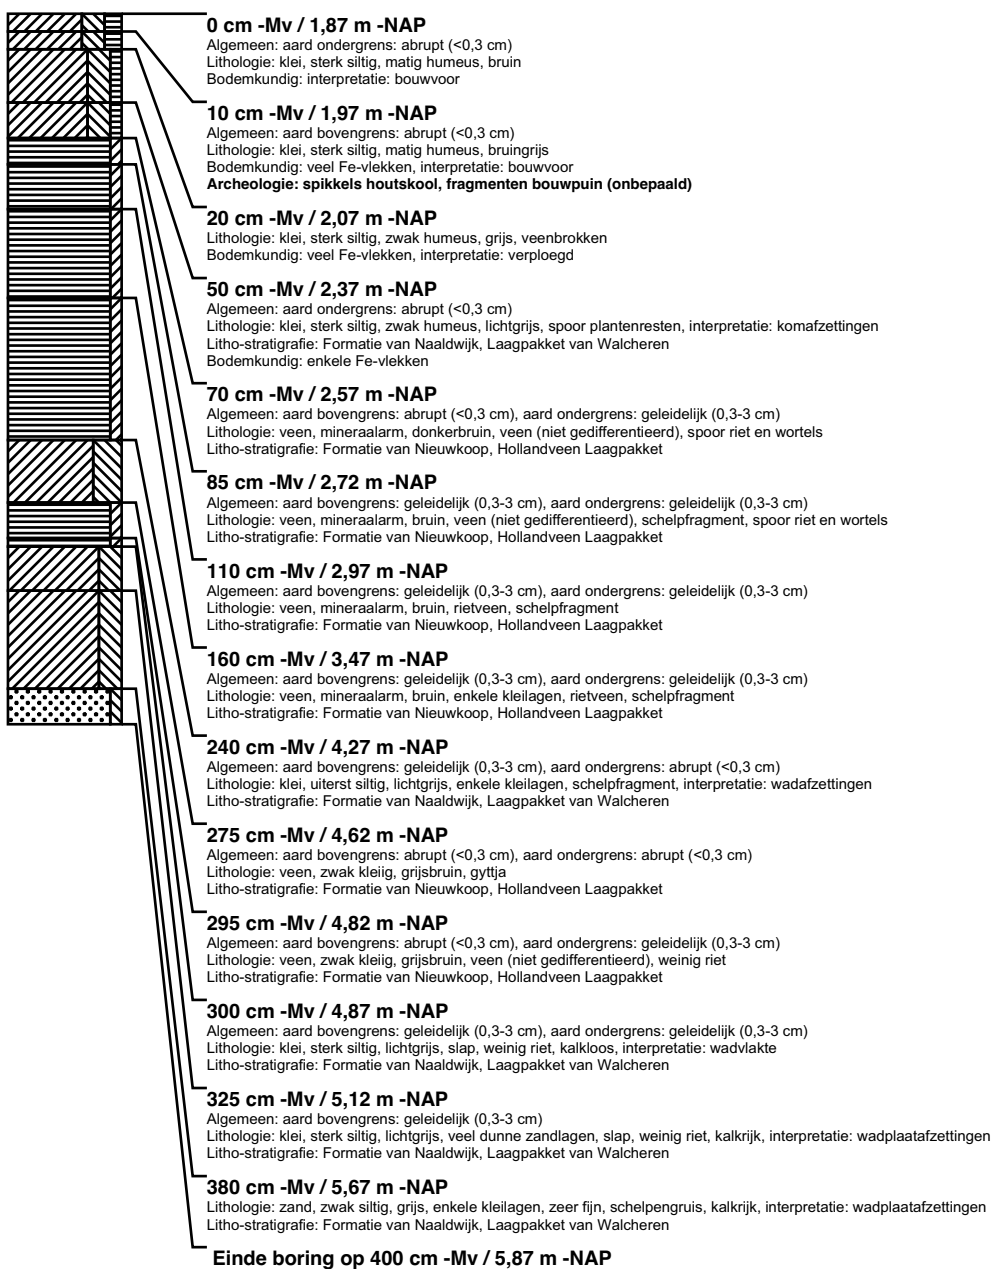 0 cm -Mv / 1,87 m -NAP
Algemeen: aard ondergrens: abrupt (<0,3 cm)
Lithologie: klei, sterk siltig, matig humeus, bruin
Bodemkundig: interpretatie: bouwvoor
10 cm -Mv / 1,97 m -NAP
Algemeen: aard bovengrens: abrupt (<0,3 cm)
Lithologie: klei, sterk siltig, matig humeus, bruingrijs
Bodemkundig: veel Fe-vlekken, interpretatie: bouwvoor
Archeologie: spikkels houtskool, fragmenten bouwpuin (onbepaald)
20 cm -Mv / 2,07 m -NAP
Lithologie: klei, sterk siltig, zwak humeus, grijs, veenbrokken
Bodemkundig: veel Fe-vlekken, interpretatie: verploegd
50 cm -Mv / 2,37 m -NAP
Algemeen: aard ondergrens: abrupt (<0,3 cm)
Lithologie: klei, sterk siltig, zwak humeus, lichtgrijs, spoor plantenresten, interpretatie: komafzettingen
Litho-stratigrafie: Formatie van Naaldwijk, Laagpakket van Walcheren
Bodemkundig: enkele Fe-vlekken
70 cm -Mv / 2,57 m -NAP
Algemeen: aard bovengrens: abrupt (<0,3 cm), aard ondergrens: geleidelijk (0,3-3 cm)
Lithologie: veen, mineraalarm, donkerbruin, veen (niet gedifferentieerd), spoor riet en wortels
Litho-stratigrafie: Formatie van Nieuwkoop, Hollandveen Laagpakket
85 cm -Mv / 2,72 m -NAP
Algemeen: aard bovengrens: geleidelijk (0,3-3 cm), aard ondergrens: geleidelijk (0,3-3 cm)
Lithologie: veen, mineraalarm, bruin, veen (niet gedifferentieerd), schelpfragment, spoor riet en wortels
Litho-stratigrafie: Formatie van Nieuwkoop, Hollandveen Laagpakket
110 cm -Mv / 2,97 m -NAP
Algemeen: aard bovengrens: geleidelijk (0,3-3 cm), aard ondergrens: geleidelijk (0,3-3 cm)
Lithologie: veen, mineraalarm, bruin, rietveen, schelpfragment
Litho-stratigrafie: Formatie van Nieuwkoop, Hollandveen Laagpakket
160 cm -Mv / 3,47 m -NAP
Algemeen: aard bovengrens: geleidelijk (0,3-3 cm), aard ondergrens: geleidelijk (0,3-3 cm)
Lithologie: veen, mineraalarm, bruin, enkele kleilagen, rietveen, schelpfragment
Litho-stratigrafie: Formatie van Nieuwkoop, Hollandveen Laagpakket
240 cm -Mv / 4,27 m -NAP
Algemeen: aard bovengrens: geleidelijk (0,3-3 cm), aard ondergrens: abrupt (<0,3 cm)
Lithologie: klei, uiterst siltig, lichtgrijs, enkele kleilagen, schelpfragment, interpretatie: wadafzettingen
Litho-stratigrafie: Formatie van Naaldwijk, Laagpakket van Walcheren
275 cm -Mv / 4,62 m -NAP
Algemeen: aard bovengrens: abrupt (<0,3 cm), aard ondergrens: abrupt (<0,3 cm)
Lithologie: veen, zwak kleiig, grijsbruin, gyttja
Litho-stratigrafie: Formatie van Nieuwkoop, Hollandveen Laagpakket
295 cm -Mv / 4,82 m -NAP
Algemeen: aard bovengrens: abrupt (<0,3 cm), aard ondergrens: geleidelijk (0,3-3 cm)
Lithologie: veen, zwak kleiig, grijsbruin, veen (niet gedifferentieerd), weinig riet
Litho-stratigrafie: Formatie van Nieuwkoop, Hollandveen Laagpakket
300 cm -Mv / 4,87 m -NAP
Algemeen: aard bovengrens: geleidelijk (0,3-3 cm), aard ondergrens: geleidelijk (0,3-3 cm)
Lithologie: klei, sterk siltig, lichtgrijs, slap, weinig riet, kalkloos, interpretatie: wadvlakte
Litho-stratigrafie: Formatie van Naaldwijk, Laagpakket van Walcheren
325 cm -Mv / 5,12 m -NAP
Algemeen: aard bovengrens: geleidelijk (0,3-3 cm)
Lithologie: klei, sterk siltig, lichtgrijs, veel dunne zandlagen, slap, weinig riet, kalkrijk, interpretatie: wadplaatafzettingen
Litho-stratigrafie: Formatie van Naaldwijk, Laagpakket van Walcheren
380 cm -Mv / 5,67 m -NAP
Lithologie: zand, zwak siltig, grijs, enkele kleilagen, zeer fijn, schelpengruis, kalkrijk, interpretatie: wadplaatafzettingen
Litho-stratigrafie: Formatie van Naaldwijk, Laagpakket van Walcheren
Einde boring op 400 cm -Mv / 5,87 m -NAP